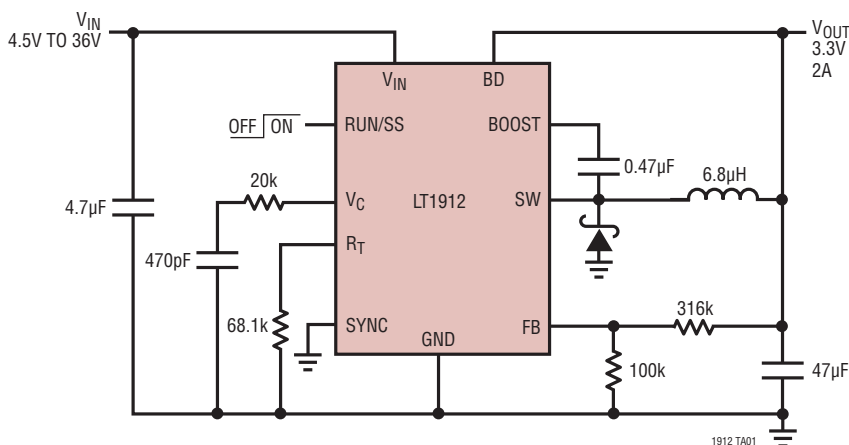 VIN
4.5V TO 36V
VOUT
3.3V
2A
VIN
BD
OFF ON
RUN/SS
BOOST
0.47µF
6.8µH
20k
4.7µF
VC
LT1912
SW
470pF
RT
68.1k
SYNC
GND
FB
316k
100k
47µF
1912 TA01